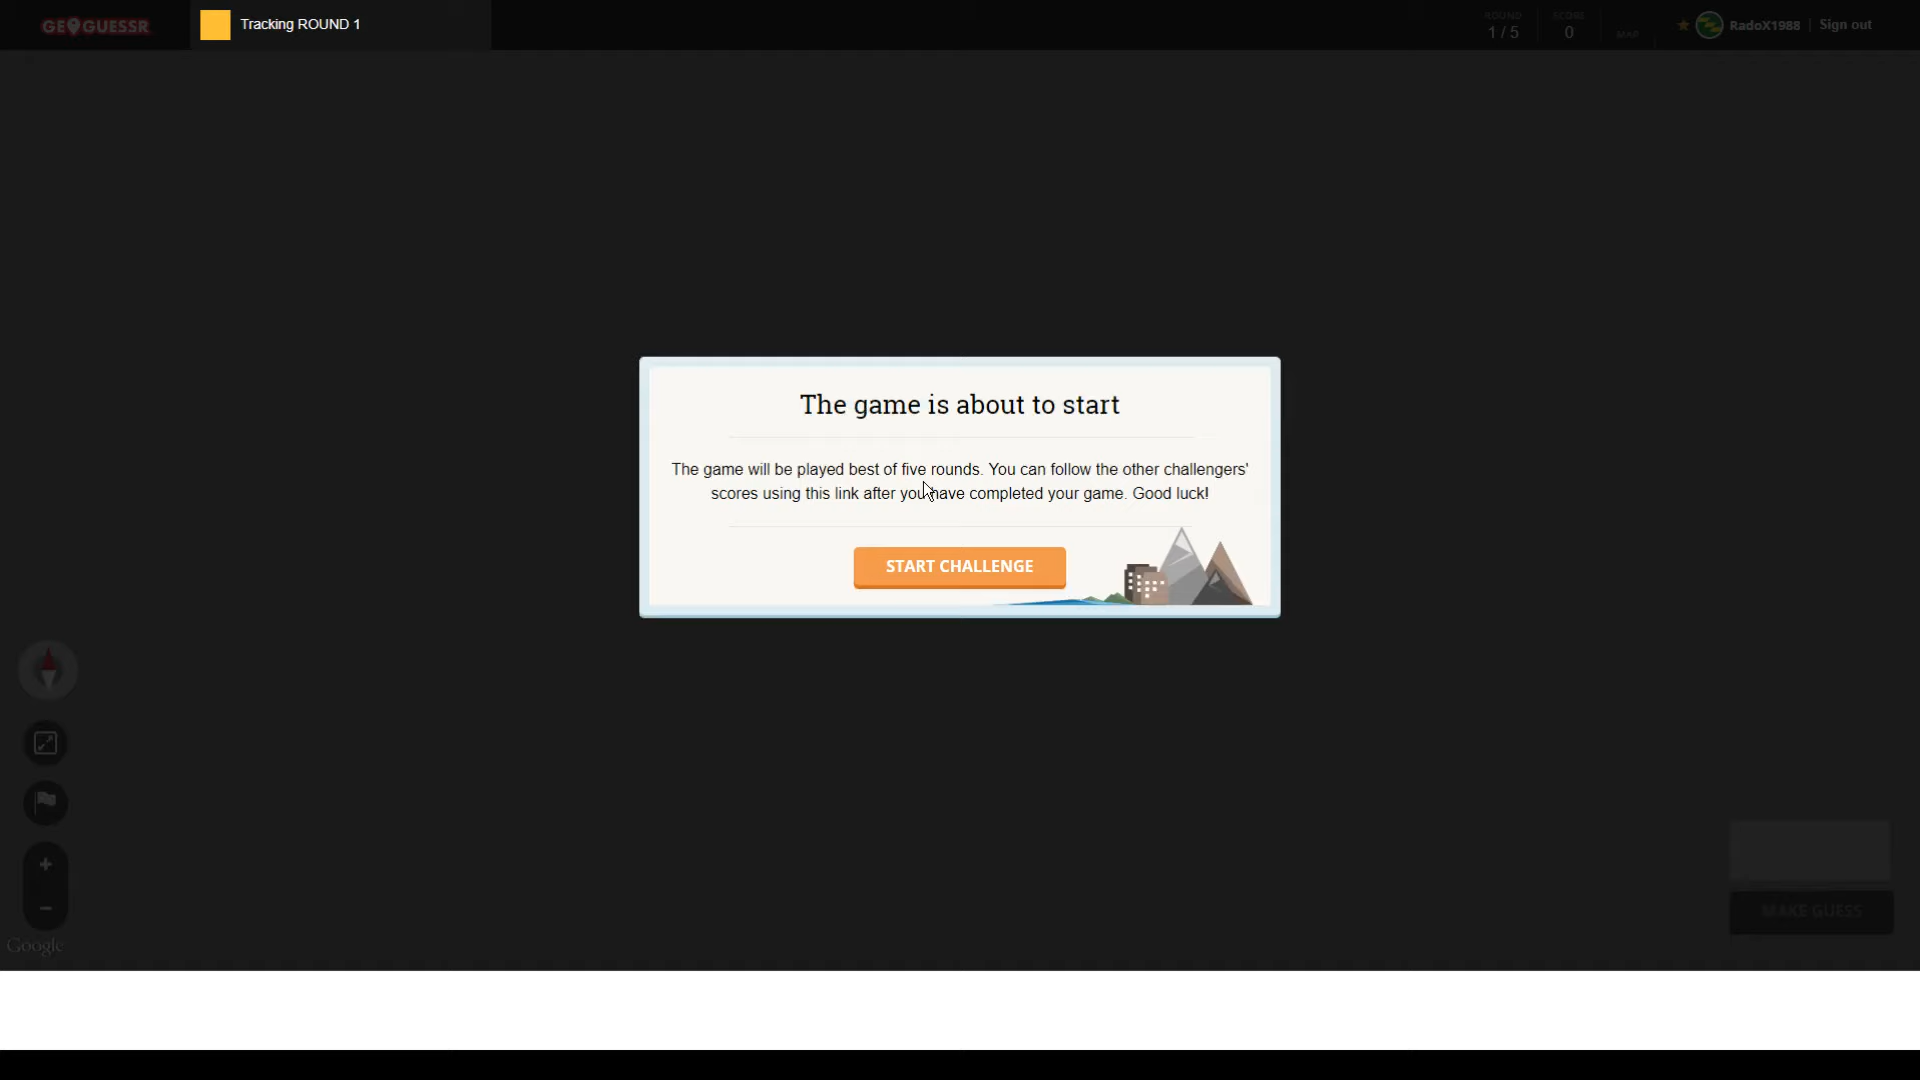 GEOGUESSR
Tracking ROUND 1
ROUND
1 / 5
SCORE
0
MAP
RadoX1988 | Sign out
The game is about to start
The game will be played best of five rounds. You can follow the other challengers'
scores using this link after you have completed your game. Good luck!
START CHALLENGE
Google
MAKE GUESS